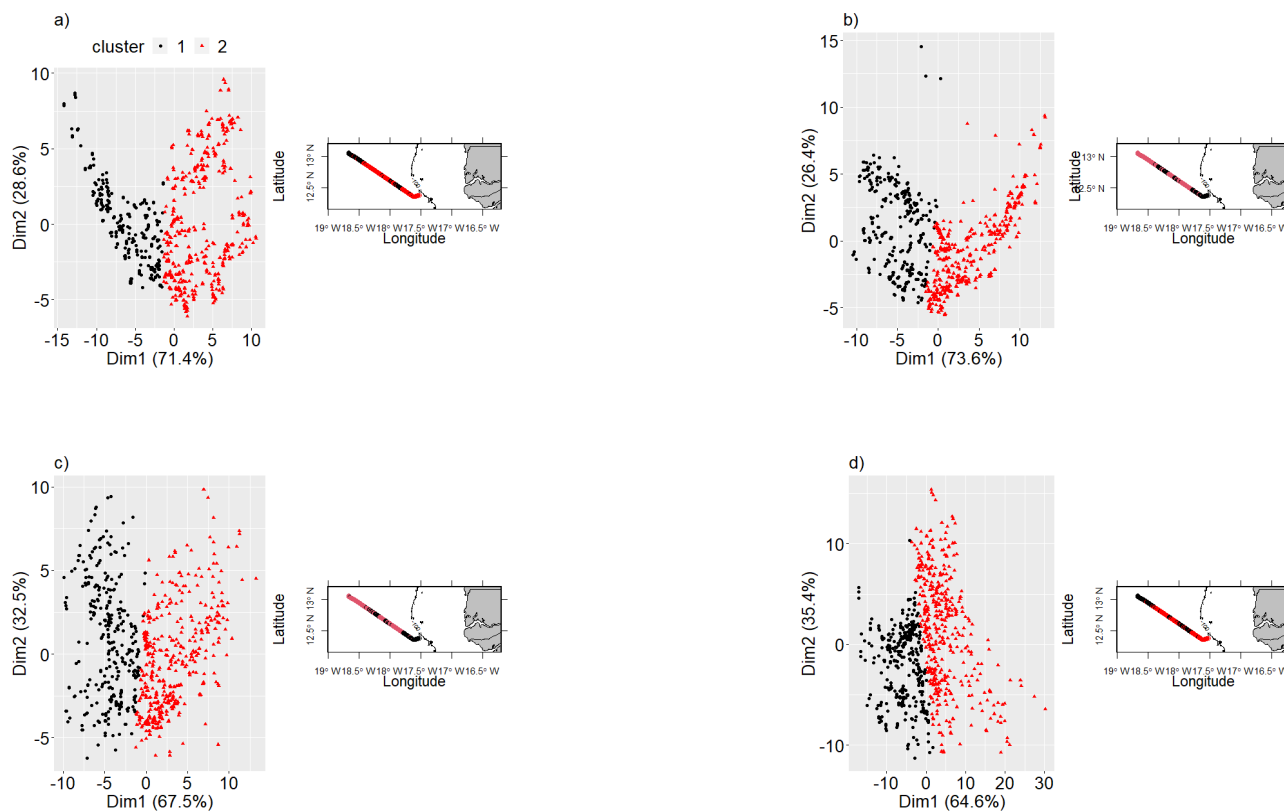 a)
cluster 1 2
10
5
0
-5
-15 -10 -5 0 5 10
Dim1 (71.4%)
Dim2 (28.6%)
Latitude
13° N
12.5° N
19° W 18.5° W 18° W 17.5° W 17° W 16.5° W
Longitude
b)
15
10
5
0
-5
-10 -5 0 5 10
Dim1 (73.6%)
Dim2 (26.4%)
Latitude
13° N
12.5° N
19° W 18.5° W 18° W 17.5° W 17° W 16.5° W
Longitude
c)
10
5
0
-5
-10 -5 0 5 10
Dim1 (67.5%)
Dim2 (32.5%)
Latitude
13° N
12.5° N
19° W 18.5° W 18° W 17.5° W 17° W 16.5° W
Longitude
d)
10
0
-10
-10 0 10 20 30
Dim1 (64.6%)
Dim2 (35.4%)
Latitude
13° N
12.5° N
19° W 18.5° W 18° W 17.5° W 17° W 16.5° W
Longitude